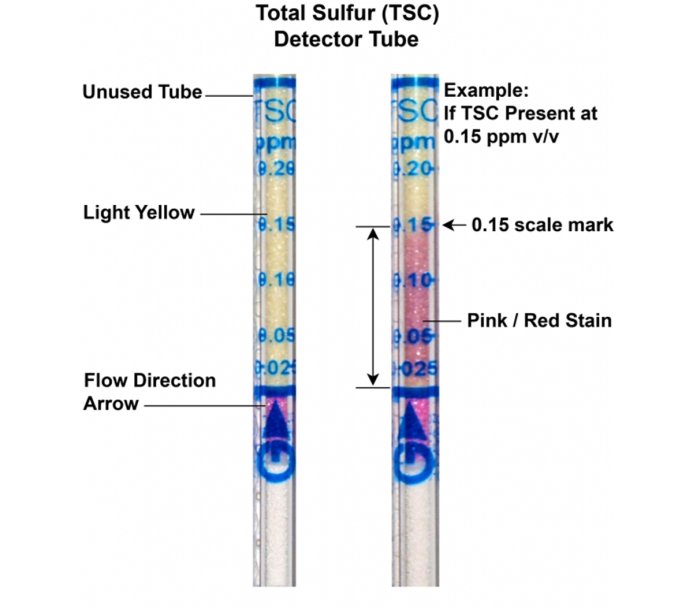 Total Sulfur (TSC)
Detector Tube
Unused Tube
Example:
If TSC Present at
0.15 ppm v/v
TSC
ppm
0.20
Light Yellow
0.15
0.10
0.05
0.025
Flow Direction
Arrow
TSC
ppm
0.20
0.15
0.15 scale mark
0.10
Pink / Red Stain
0.05
0.025